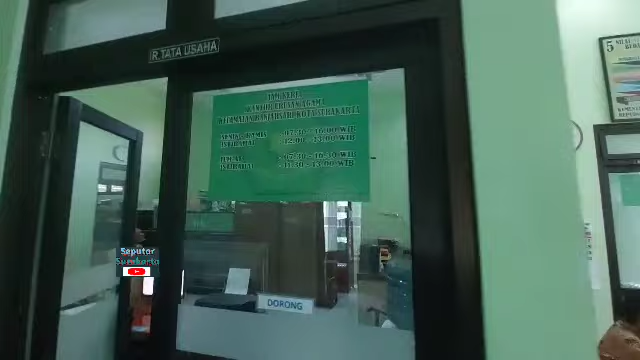 R.TATA USAHA
JAM KERJA
KANTOR URUSAN AGAMA
KECAMATAN BANJARSARI KOTA SURAKARTA
SENIN - KAMIS : 07:30 - 16:00 WIB
ISTIRAHAT : 12:00 - 13:00 WIB
JUM'AT : 07:30 - 16:30 WIB
ISTIRAHAT : 11:30 - 13:00 WIB
DORONG
Seputar
Surakarta
5